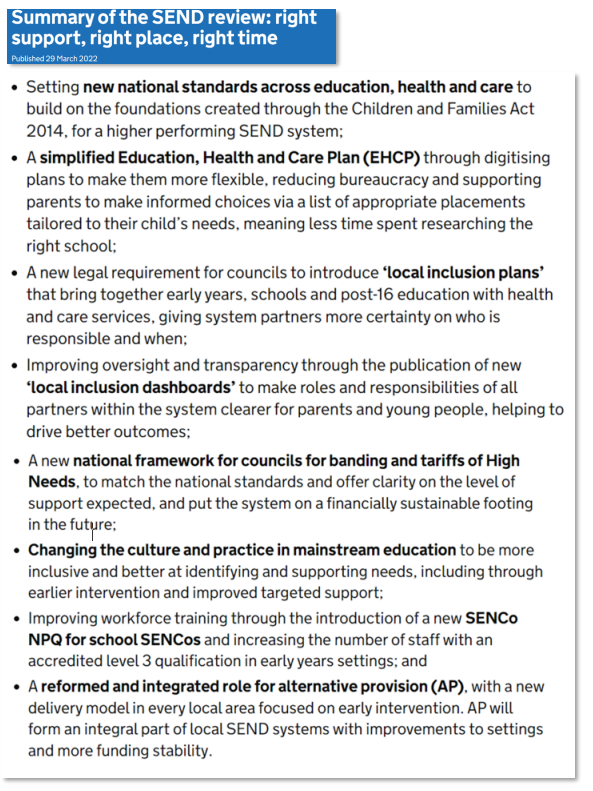 Summary of the SEND review: right
support, right place, right time
Published 29 March 2022
• Setting new national standards across education, health and care to
build on the foundations created through the Children and Families Act
2014, for a higher performing SEND system;
• A simplified Education, Health and Care Plan (EHCP) through digitising
plans to make them more flexible, reducing bureaucracy and supporting
parents to make informed choices via a list of appropriate placements
tailored to their child’s needs, meaning less time spent researching the
right school;
• A new legal requirement for councils to introduce ‘local inclusion plans’
that bring together early years, schools and post-16 education with health
and care services, giving system partners more certainty on who is
responsible and when;
• Improving oversight and transparency through the publication of new
‘local inclusion dashboards’ to make roles and responsibilities of all
partners within the system clearer for parents and young people, helping to
drive better outcomes;
• A new national framework for councils for banding and tariffs of High
Needs, to match the national standards and offer clarity on the level of
support expected, and put the system on a financially sustainable footing
in the future;
• Changing the culture and practice in mainstream education to be more
inclusive and better at identifying and supporting needs, including through
earlier intervention and improved targeted support;
• Improving workforce training through the introduction of a new SENCo
NPQ for school SENCos and increasing the number of staff with an
accredited level 3 qualification in early years settings; and
• A reformed and integrated role for alternative provision (AP), with a new
delivery model in every local area focused on early intervention. AP will
form an integral part of local SEND systems with improvements to settings
and more funding stability.